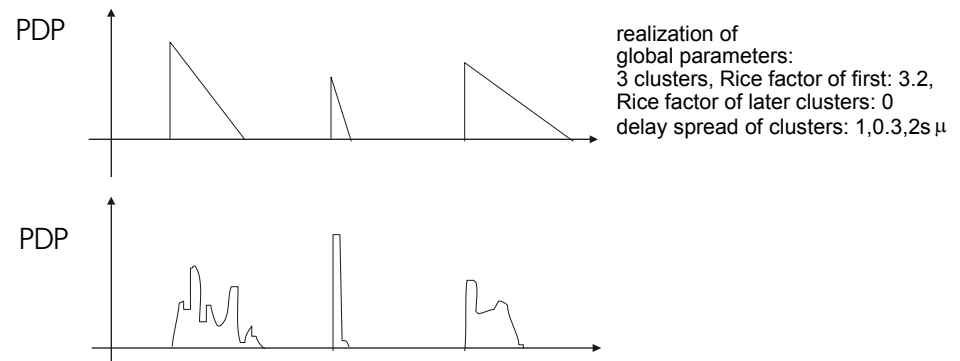 PDP
realization of
global parameters:
3 clusters, Rice factor of first: 3.2,
Rice factor of later clusters: 0
delay spread of clusters: 1,0.3,2s μ
PDP